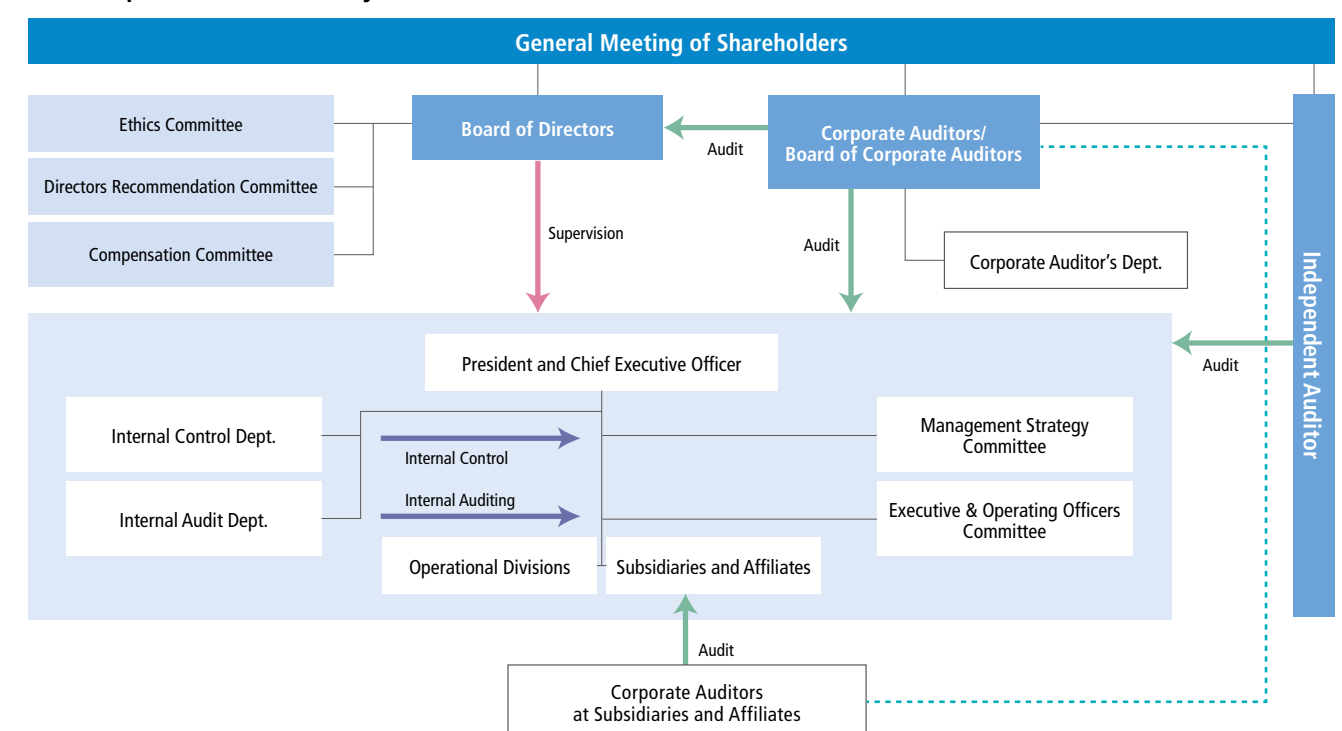 General Meeting of Shareholders
Ethics Committee
Directors Recommendation Committee
Compensation Committee
Board of Directors
Audit
Corporate Auditors/
Board of Corporate Auditors
Supervision
Audit
Corporate Auditor's Dept.
Independent Auditor
Audit
President and Chief Executive Officer
Internal Control Dept.
Internal Control
Management Strategy
Committee
Internal Audit Dept.
Internal Auditing
Executive & Operating Officers
Committee
Operational Divisions
Subsidiaries and Affiliates
Audit
Corporate Auditors
at Subsidiaries and Affiliates